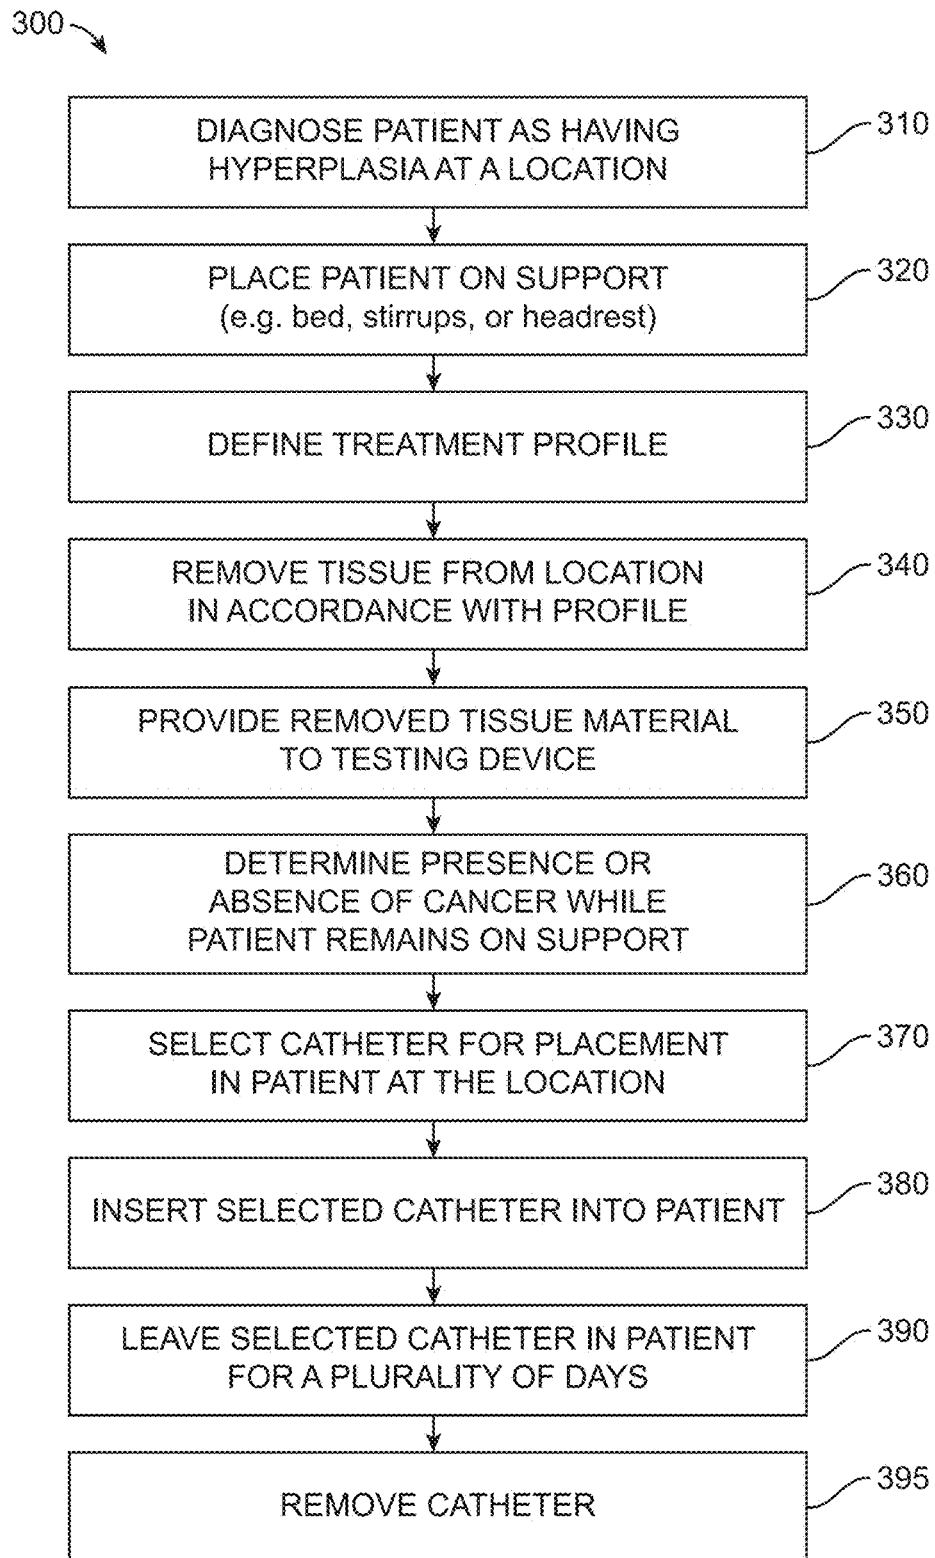 300
DIAGNOSE PATIENT AS HAVING
HYPERPLASIA AT A LOCATION
310
PLACE PATIENT ON SUPPORT
(e.g. bed, stirrups, or headrest)
320
DEFINE TREATMENT PROFILE
330
REMOVE TISSUE FROM LOCATION
IN ACCORDANCE WITH PROFILE
340
PROVIDE REMOVED TISSUE MATERIAL
TO TESTING DEVICE
350
DETERMINE PRESENCE OR
ABSENCE OF CANCER WHILE
PATIENT REMAINS ON SUPPORT
360
SELECT CATHETER FOR PLACEMENT
IN PATIENT AT THE LOCATION
370
INSERT SELECTED CATHETER INTO PATIENT
380
LEAVE SELECTED CATHETER IN PATIENT
FOR A PLURALITY OF DAYS
390
REMOVE CATHETER
395